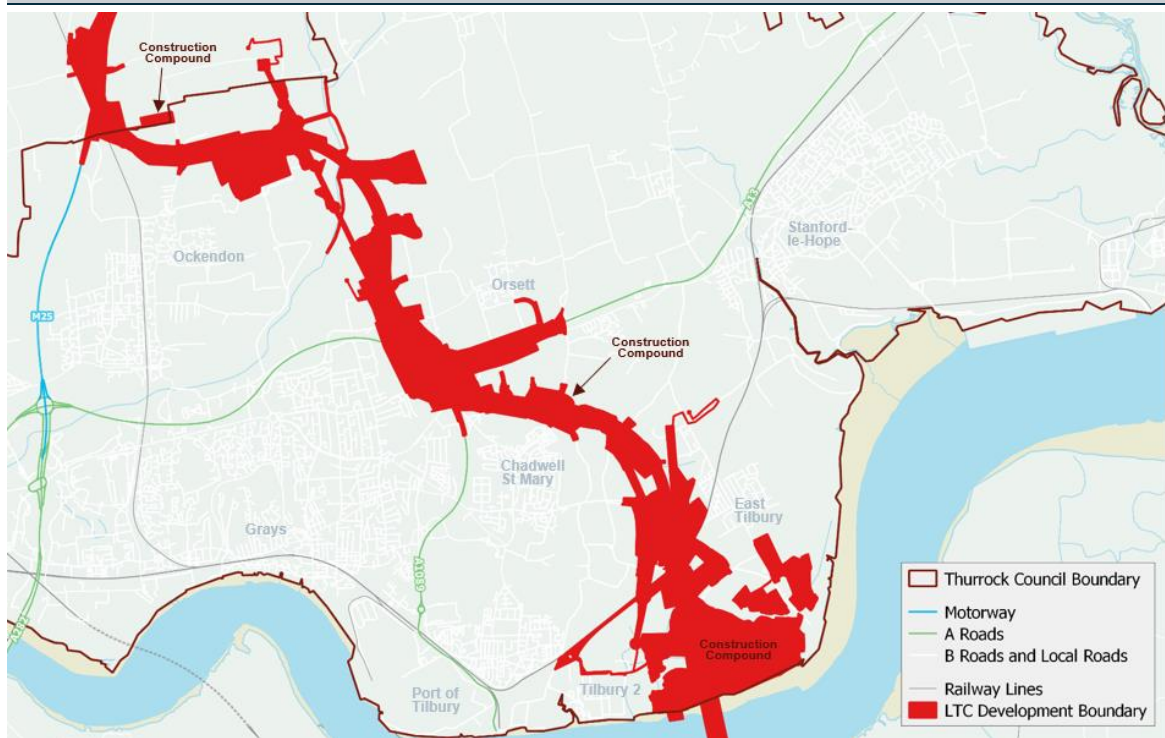 Construction
Compound
Ockendon
M25
Orsett
A13
Stanford-
le-Hope
Construction
Compound
Chadwell
St Mary
Grays
A1089
East
Tilbury
A282
Construction
Compound
Port of
Tilbury
Tilbury 2
Thurrock Council Boundary
Motorway
A Roads
B Roads and Local Roads
Railway Lines
LTC Development Boundary